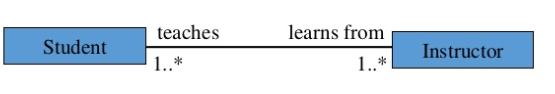 teaches learns from
Student Instructor
1..* 1..*